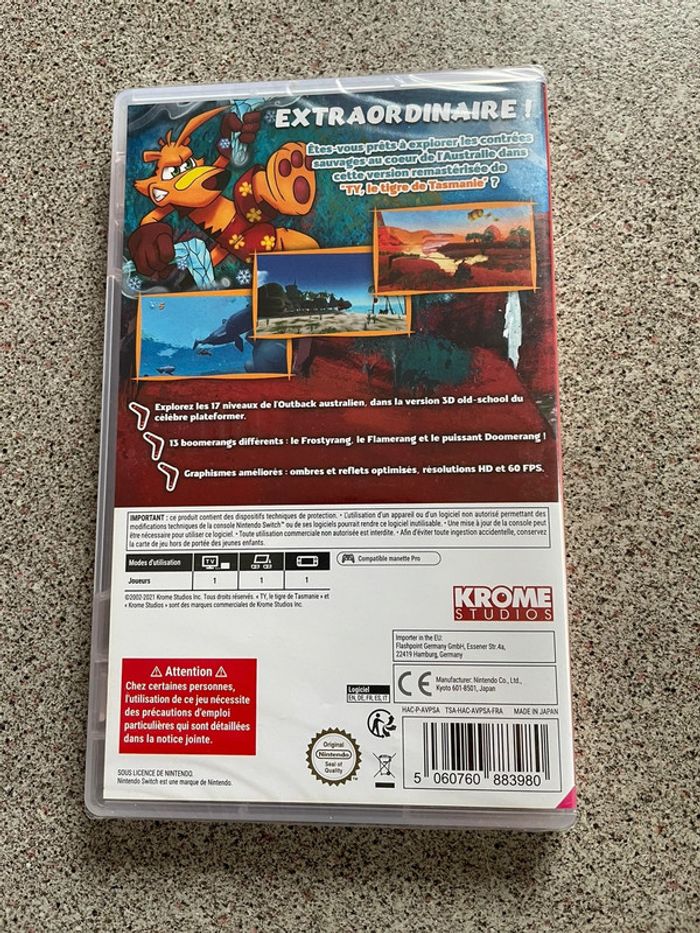 EXTRAORDINAIRE !
Êtes-vous prêts à explorer les contrées
sauvages au coeur de l'Australie dans
cette version remastérisée de
"TY, le tigre de Tasmanie" ?
Explorez les 17 niveaux de l'Outback australien, dans la version 3D old-school du
célèbre plateformer.
13 boomerangs différents : le Frostyrang, le Flamerang et le puissant Doomerang !
Graphismes améliorés : ombres et reflets optimisés, résolutions HD et 60 FPS.
IMPORTANT : ce produit contient des dispositifs techniques de protection. • L'utilisation d'un appareil ou d'un logiciel non autorisé permettant des
modifications techniques de la console Nintendo Switch™ ou de ses logiciels pourrait rendre ce logiciel inutilisable. • Une mise à jour de la console peut
être nécessaire pour utiliser ce logiciel. • Toute utilisation commerciale non autorisée est interdite. • Afin d'éviter toute ingestion accidentelle, conservez
la carte de jeu hors de portée des jeunes enfants.
Modes d'utilisation
TV
Compatible manette Pro
Joueurs 1 1 1
©2002-2021 Krome Studios Inc. Tous droits réservés. « TY, le tigre de Tasmanie » et
« Krome Studios » sont des marques commerciales de Krome Studios Inc.
KROME
STUDIOS
Importer in the EU:
Flashpoint Germany GmbH, Essener Str.4a,
22419 Hamburg, Germany
Attention
Chez certaines personnes,
l'utilisation de ce jeu nécessite
des précautions d'emploi
particulières qui sont détaillées
dans la notice jointe.
CE
Manufacturer: Nintendo Co., Ltd.,
Kyoto 601-8501, Japan
Logiciel
EN, DE, FR, ES, IT
HAC-P-AVPSA TSA-HAC-AVPSA-FRA MADE IN JAPAN
Original
Nintendo
Seal of
Quality
SOUS LICENCE DE NINTENDO.
Nintendo Switch est une marque de Nintendo.
5 060760 883980